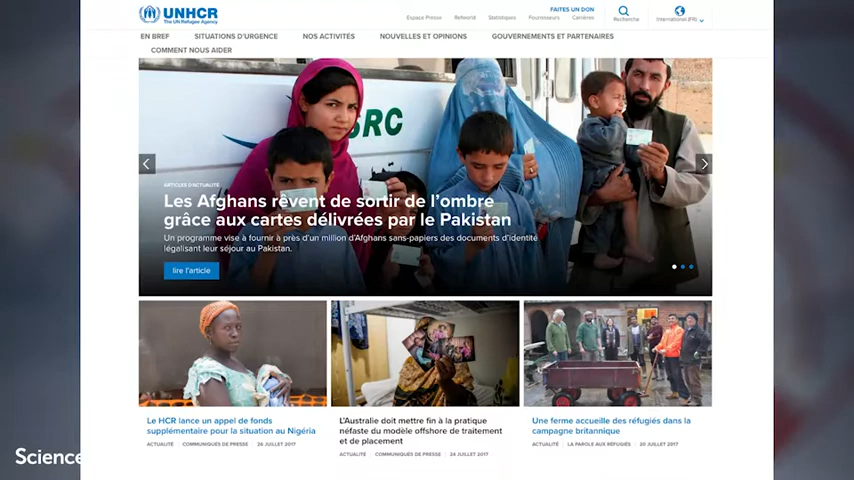 UNHCR
The UN Refugee Agency
Espace Presse
Refworld
Statistiques
Fournisseurs
FAITES UN DON
Carrières
Recherche
International (FR)
EN BREF
SITUATIONS D'URGENCE
NOS ACTIVITÉS
NOUVELLES ET OPINIONS
GOUVERNEMENTS ET PARTENAIRES
COMMENT NOUS AIDER
RC
ARTICLES D'ACTUALITÉ
Les Afghans rêvent de sortir de l'ombre
grâce aux cartes délivrées par le Pakistan
Un programme vise à fournir à près d'un million d'Afghans sans-papiers des documents d'identité
légalisant leur séjour au Pakistan.
lire l'article
Le HCR lance un appel de fonds
supplémentaire pour la situation au Nigéria
ACTUALITÉ | COMMUNIQUÉS DE PRESSE | 26 JUILLET 2017
L'Australie doit mettre fin à la pratique
néfaste du modèle offshore de traitement
et de placement
ACTUALITÉ | COMMUNIQUÉS DE PRESSE | 24 JUILLET 2017
Une ferme accueille des réfugiés dans la
campagne britannique
ACTUALITÉ | LA PAROLE AUX RÉFUGIÉS | 20 JUILLET 2017
Science